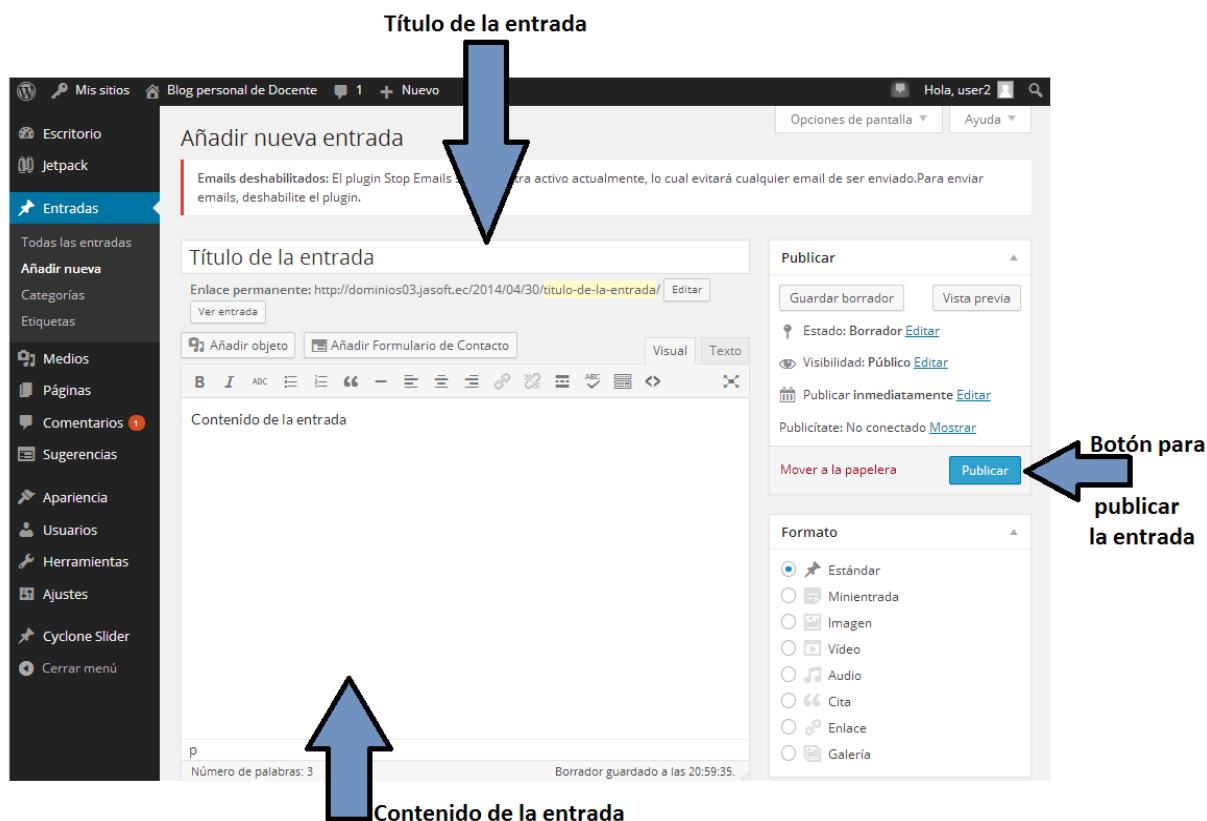 Título de la entrada
Mis sitios Blog personal de Docente 1 + Nuevo Hola, user2
Escritorio
Jetpack
Entradas
Todas las entradas
Añadir nueva
Categorías
Etiquetas
Medios
Páginas
Comentarios 1
Sugerencias
Apariencia
Usuarios
Herramientas
Ajustes
Cyclone Slider
Cerrar menú
Opciones de pantalla Ayuda
Añadir nueva entrada
Emails deshabilitados: El plugin Stop Emails activo actualmente, lo cual evitará cualquier email de ser enviado.Para enviar
emails, deshabilite el plugin.
Título de la entrada
Enlace permanente: http://dominios03.jasoft.ec/2014/04/30/titulo-de-la-entrada/ Editar
Ver entrada
Añadir objeto Añadir Formulario de Contacto Visual Texto
B I ABC ABC
Contenido de la entrada
p
Número de palabras: 3 Borrador guardado a las 20:59:35.
Publicar
Guardar borrador Vista previa
Estado: Borrador Editar
Visibilidad: Público Editar
Publicar inmediatamente Editar
Publicítate: No conectado Mostrar
Mover a la papelera Publicar
Formato
Estándar
Minientrada
Imagen
Vídeo
Audio
Cita
Enlace
Galería
Botón para
publicar
la entrada
Contenido de la entrada